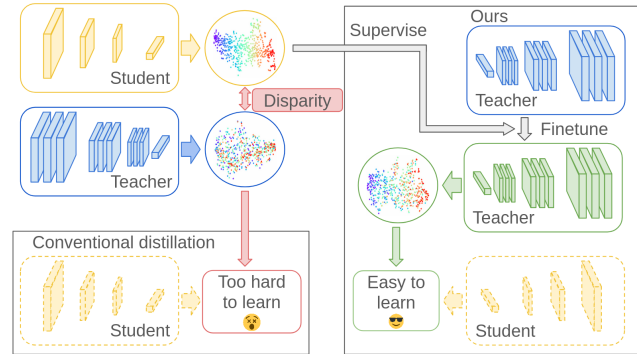 Supervise
Ours
Student
Disparity
Teacher
Finetune
Teacher
Teacher
Conventional distillation
Too hard
to learn
Student
Easy to
learn
Student